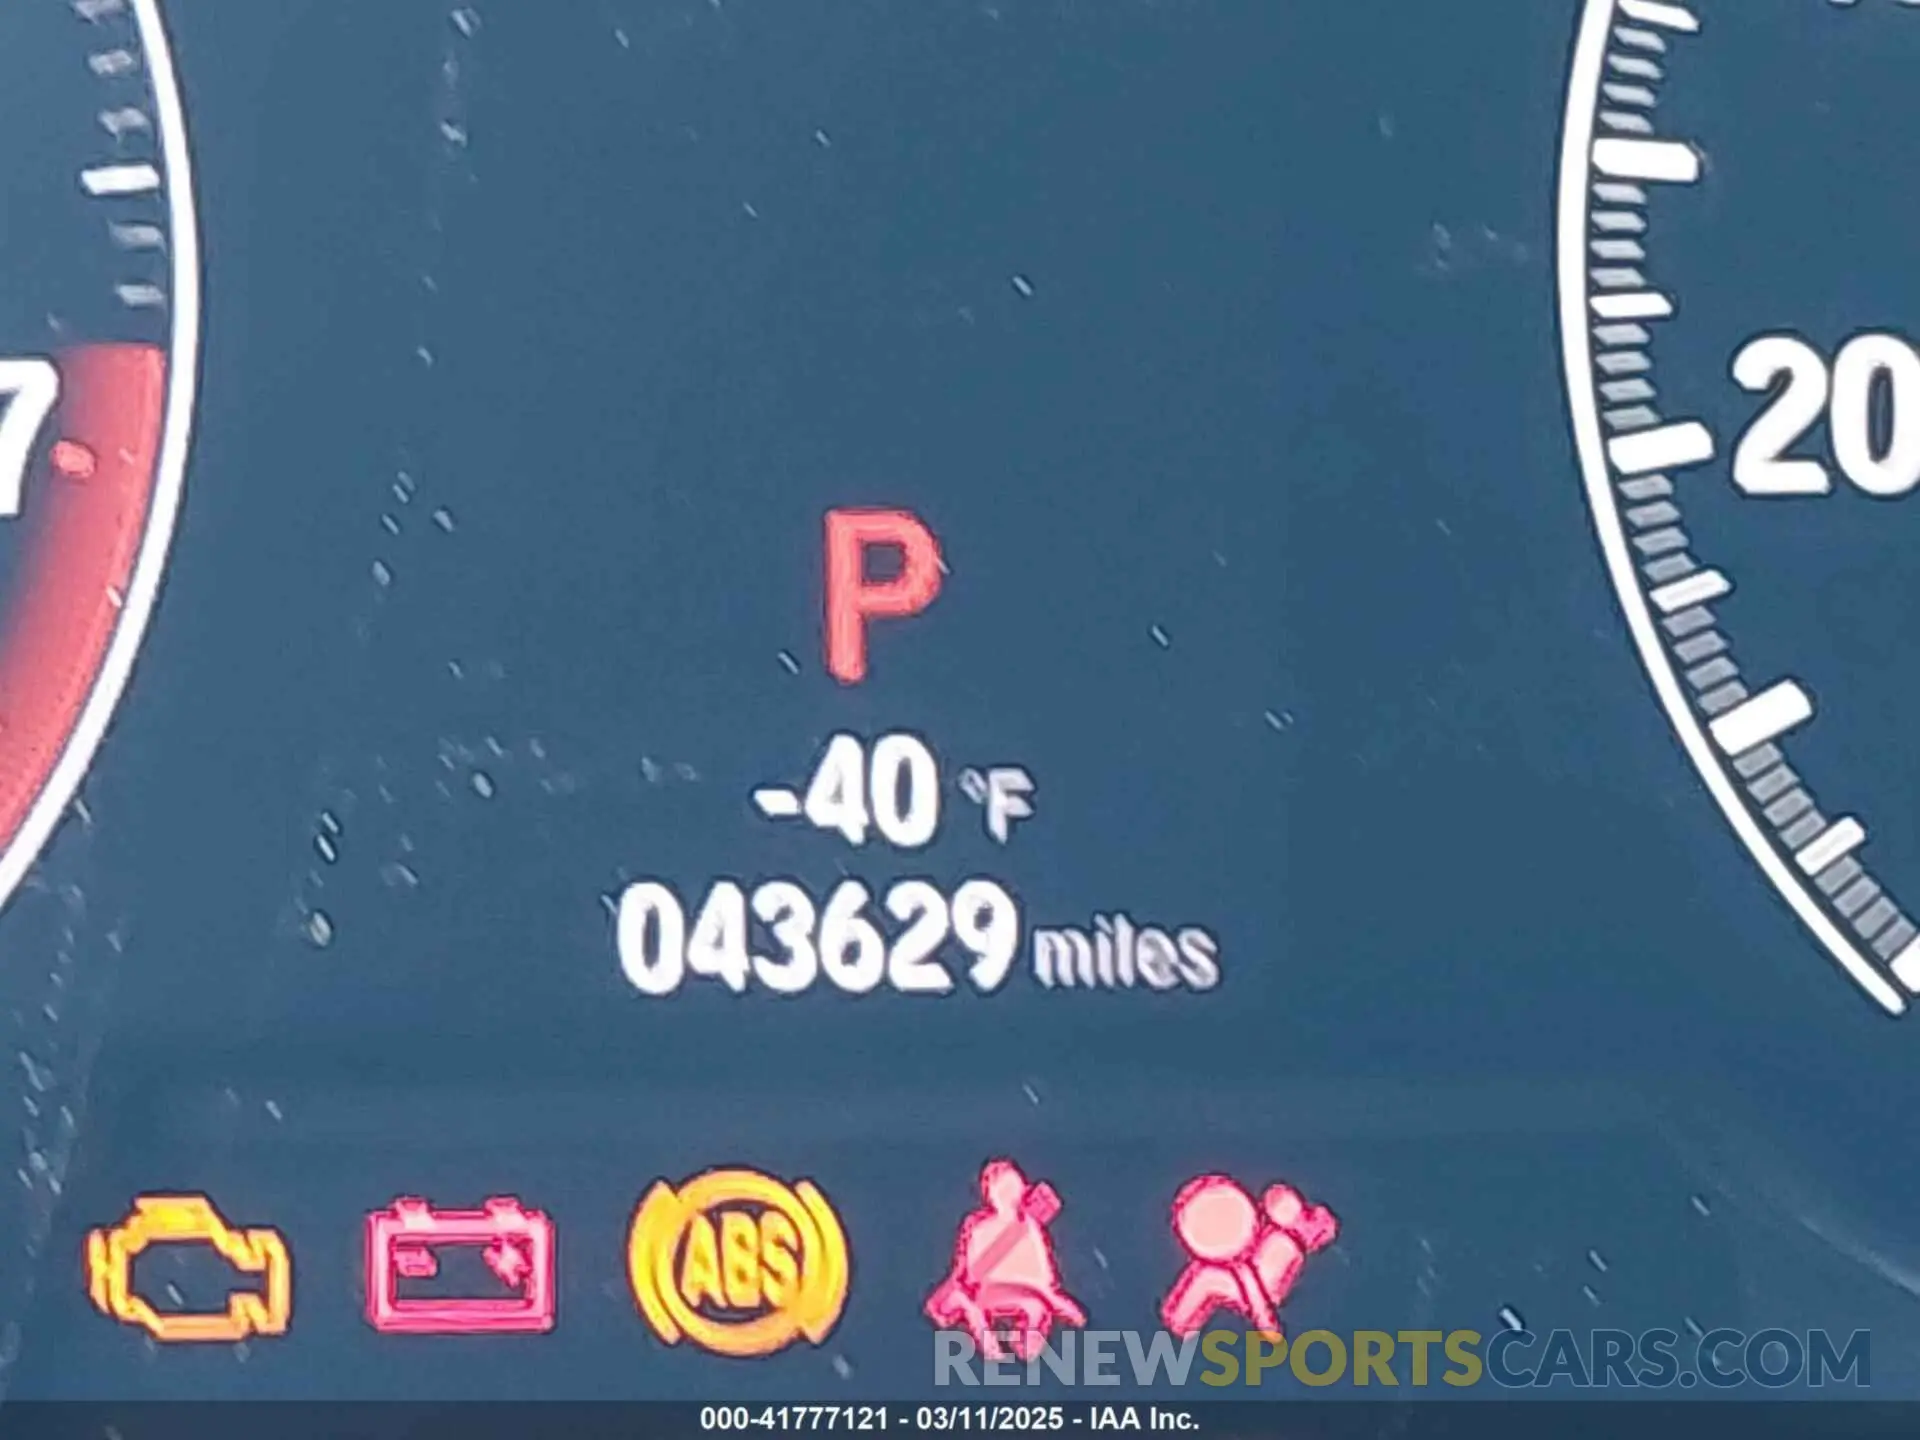 7
20
P
-40 °F
043629 miles
ABS
RENEWSPORTSCARS.COM
000-41777121 - 03/11/2025 - IAA Inc.